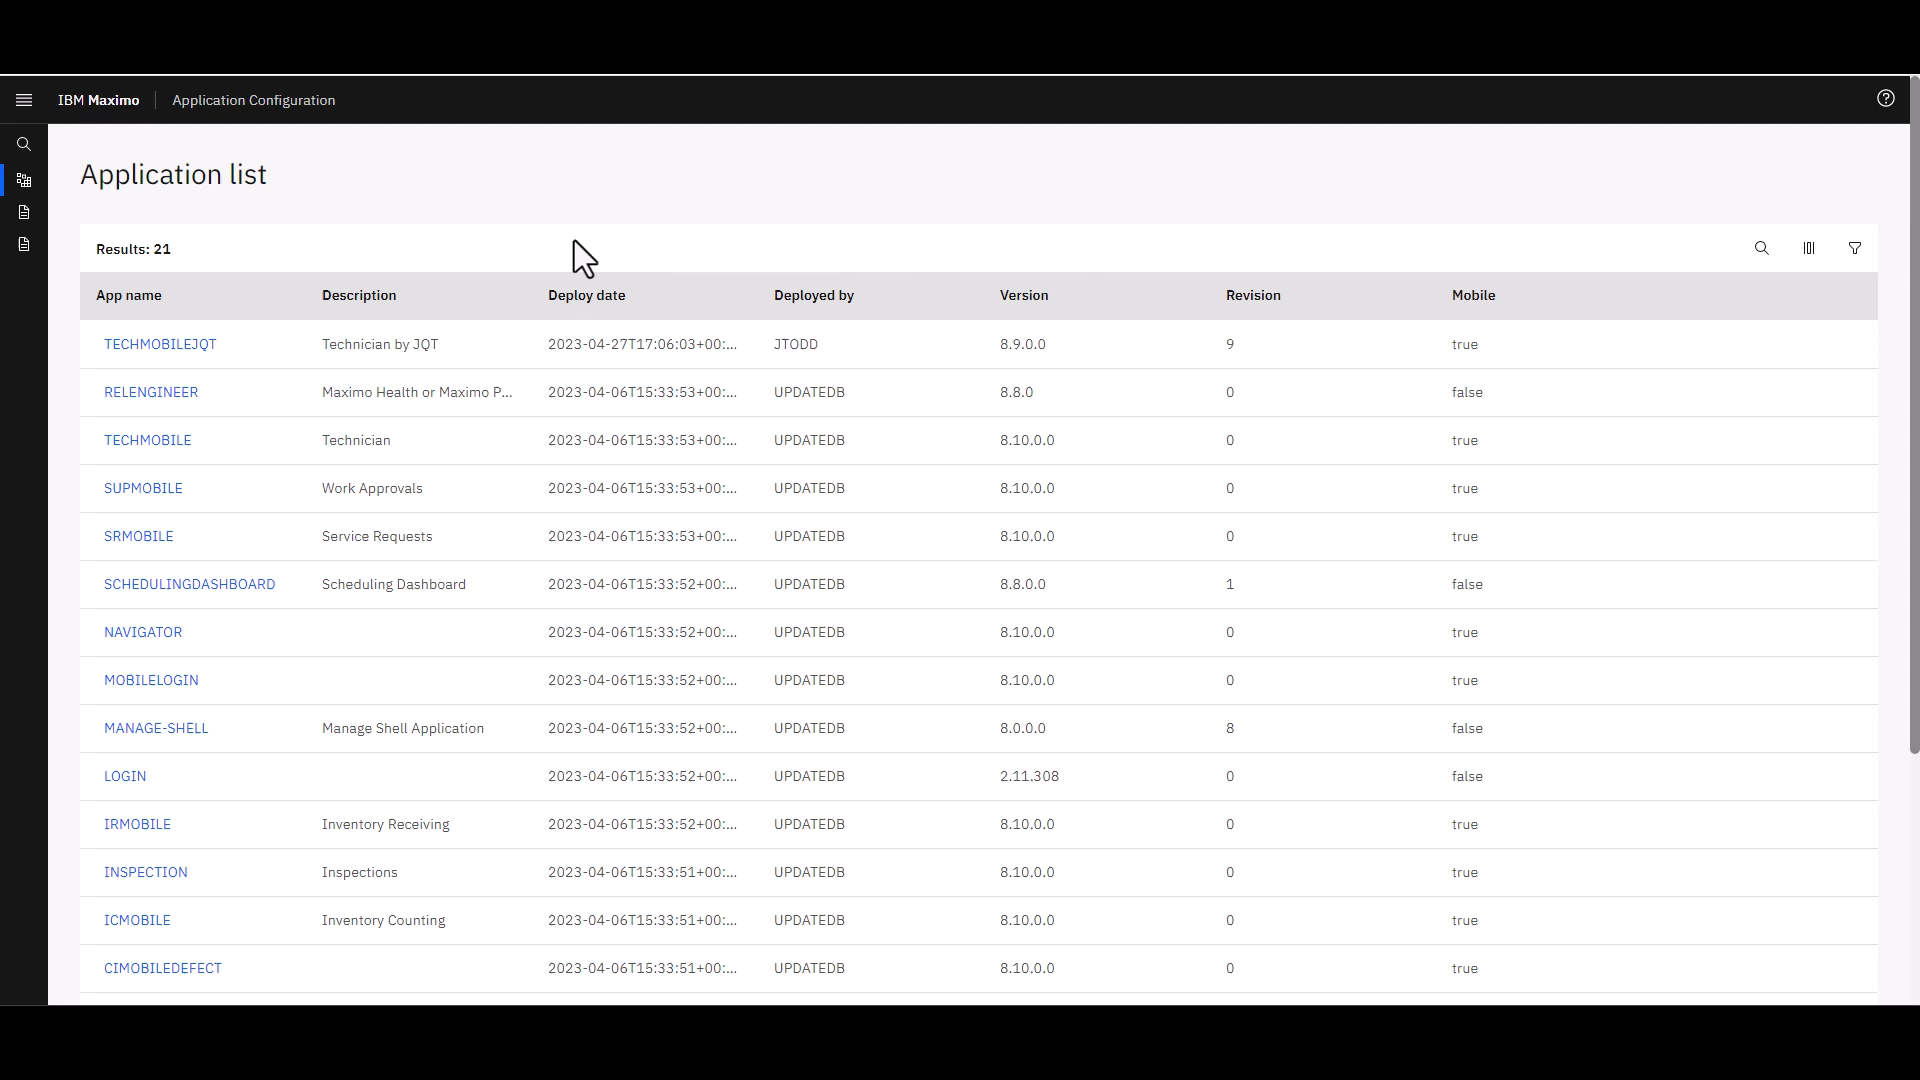 IBM Maximo Application Configuration
Application list
Results: 21
App name Description Deploy date Deployed by Version Revision Mobile
TECHMOBILEJQT Technician by JQT 2023-04-27T17:06:03+00:... JTODD 8.9.0.0 9 true
RELENGINEER Maximo Health or Maximo P... 2023-04-06T15:33:53+00:... UPDATEDB 8.8.0 0 false
TECHMOBILE Technician 2023-04-06T15:33:53+00:... UPDATEDB 8.10.0.0 0 true
SUPMOBILE Work Approvals 2023-04-06T15:33:53+00:... UPDATEDB 8.10.0.0 0 true
SRMOBILE Service Requests 2023-04-06T15:33:53+00:... UPDATEDB 8.10.0.0 0 true
SCHEDULINGDASHBOARD Scheduling Dashboard 2023-04-06T15:33:52+00:... UPDATEDB 8.8.0.0 1 false
NAVIGATOR 2023-04-06T15:33:52+00:... UPDATEDB 8.10.0.0 0 true
MOBILELOGIN 2023-04-06T15:33:52+00:... UPDATEDB 8.10.0.0 0 true
MANAGE-SHELL Manage Shell Application 2023-04-06T15:33:52+00:... UPDATEDB 8.0.0.0 8 false
LOGIN 2023-04-06T15:33:52+00:... UPDATEDB 2.11.308 0 false
IRMOBILE Inventory Receiving 2023-04-06T15:33:52+00:... UPDATEDB 8.10.0.0 0 true
INSPECTION Inspections 2023-04-06T15:33:51+00:... UPDATEDB 8.10.0.0 0 true
ICMOBILE Inventory Counting 2023-04-06T15:33:51+00:... UPDATEDB 8.10.0.0 0 true
CIMOBILEDEFECT 2023-04-06T15:33:51+00:... UPDATEDB 8.10.0.0 0 true